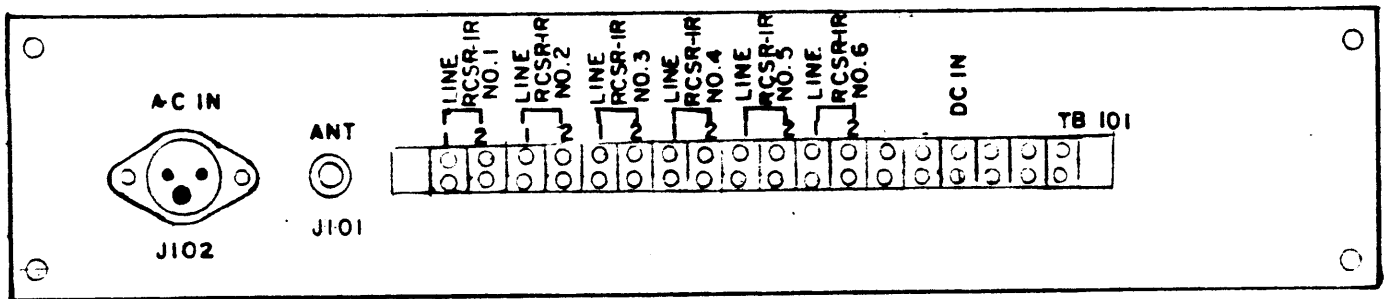 A-C IN
J102
ANT
J101
LINE
RCSR-IR
NO. 1
1 2
LINE
RCSR-IR
NO. 2
1 2
LINE
RCSR-IR
NO. 3
1 2
LINE
RCSR-IR
NO. 4
1 2
LINE
RCSR-IR
NO. 5
1 2
LINE
RCSR-IR
NO. 6
1 2
DC IN
TB 101